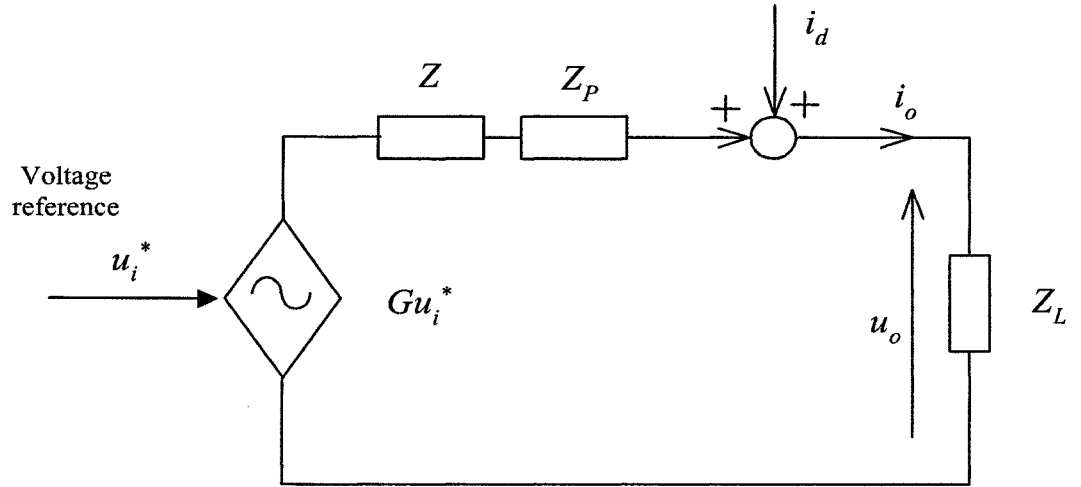 i_d
Z
Z_P
+
+
i_o
Voltage
reference
u_i*
Gu_i*
u_o
Z_L